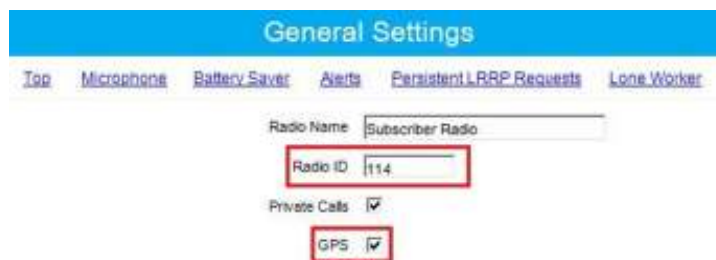 General Settings
Top Microphone Battery Saver Alerts Persistent LRRP Requests Lone Worker
Radio Name Subscriber Radio
Radio ID 114
Private Calls
GPS